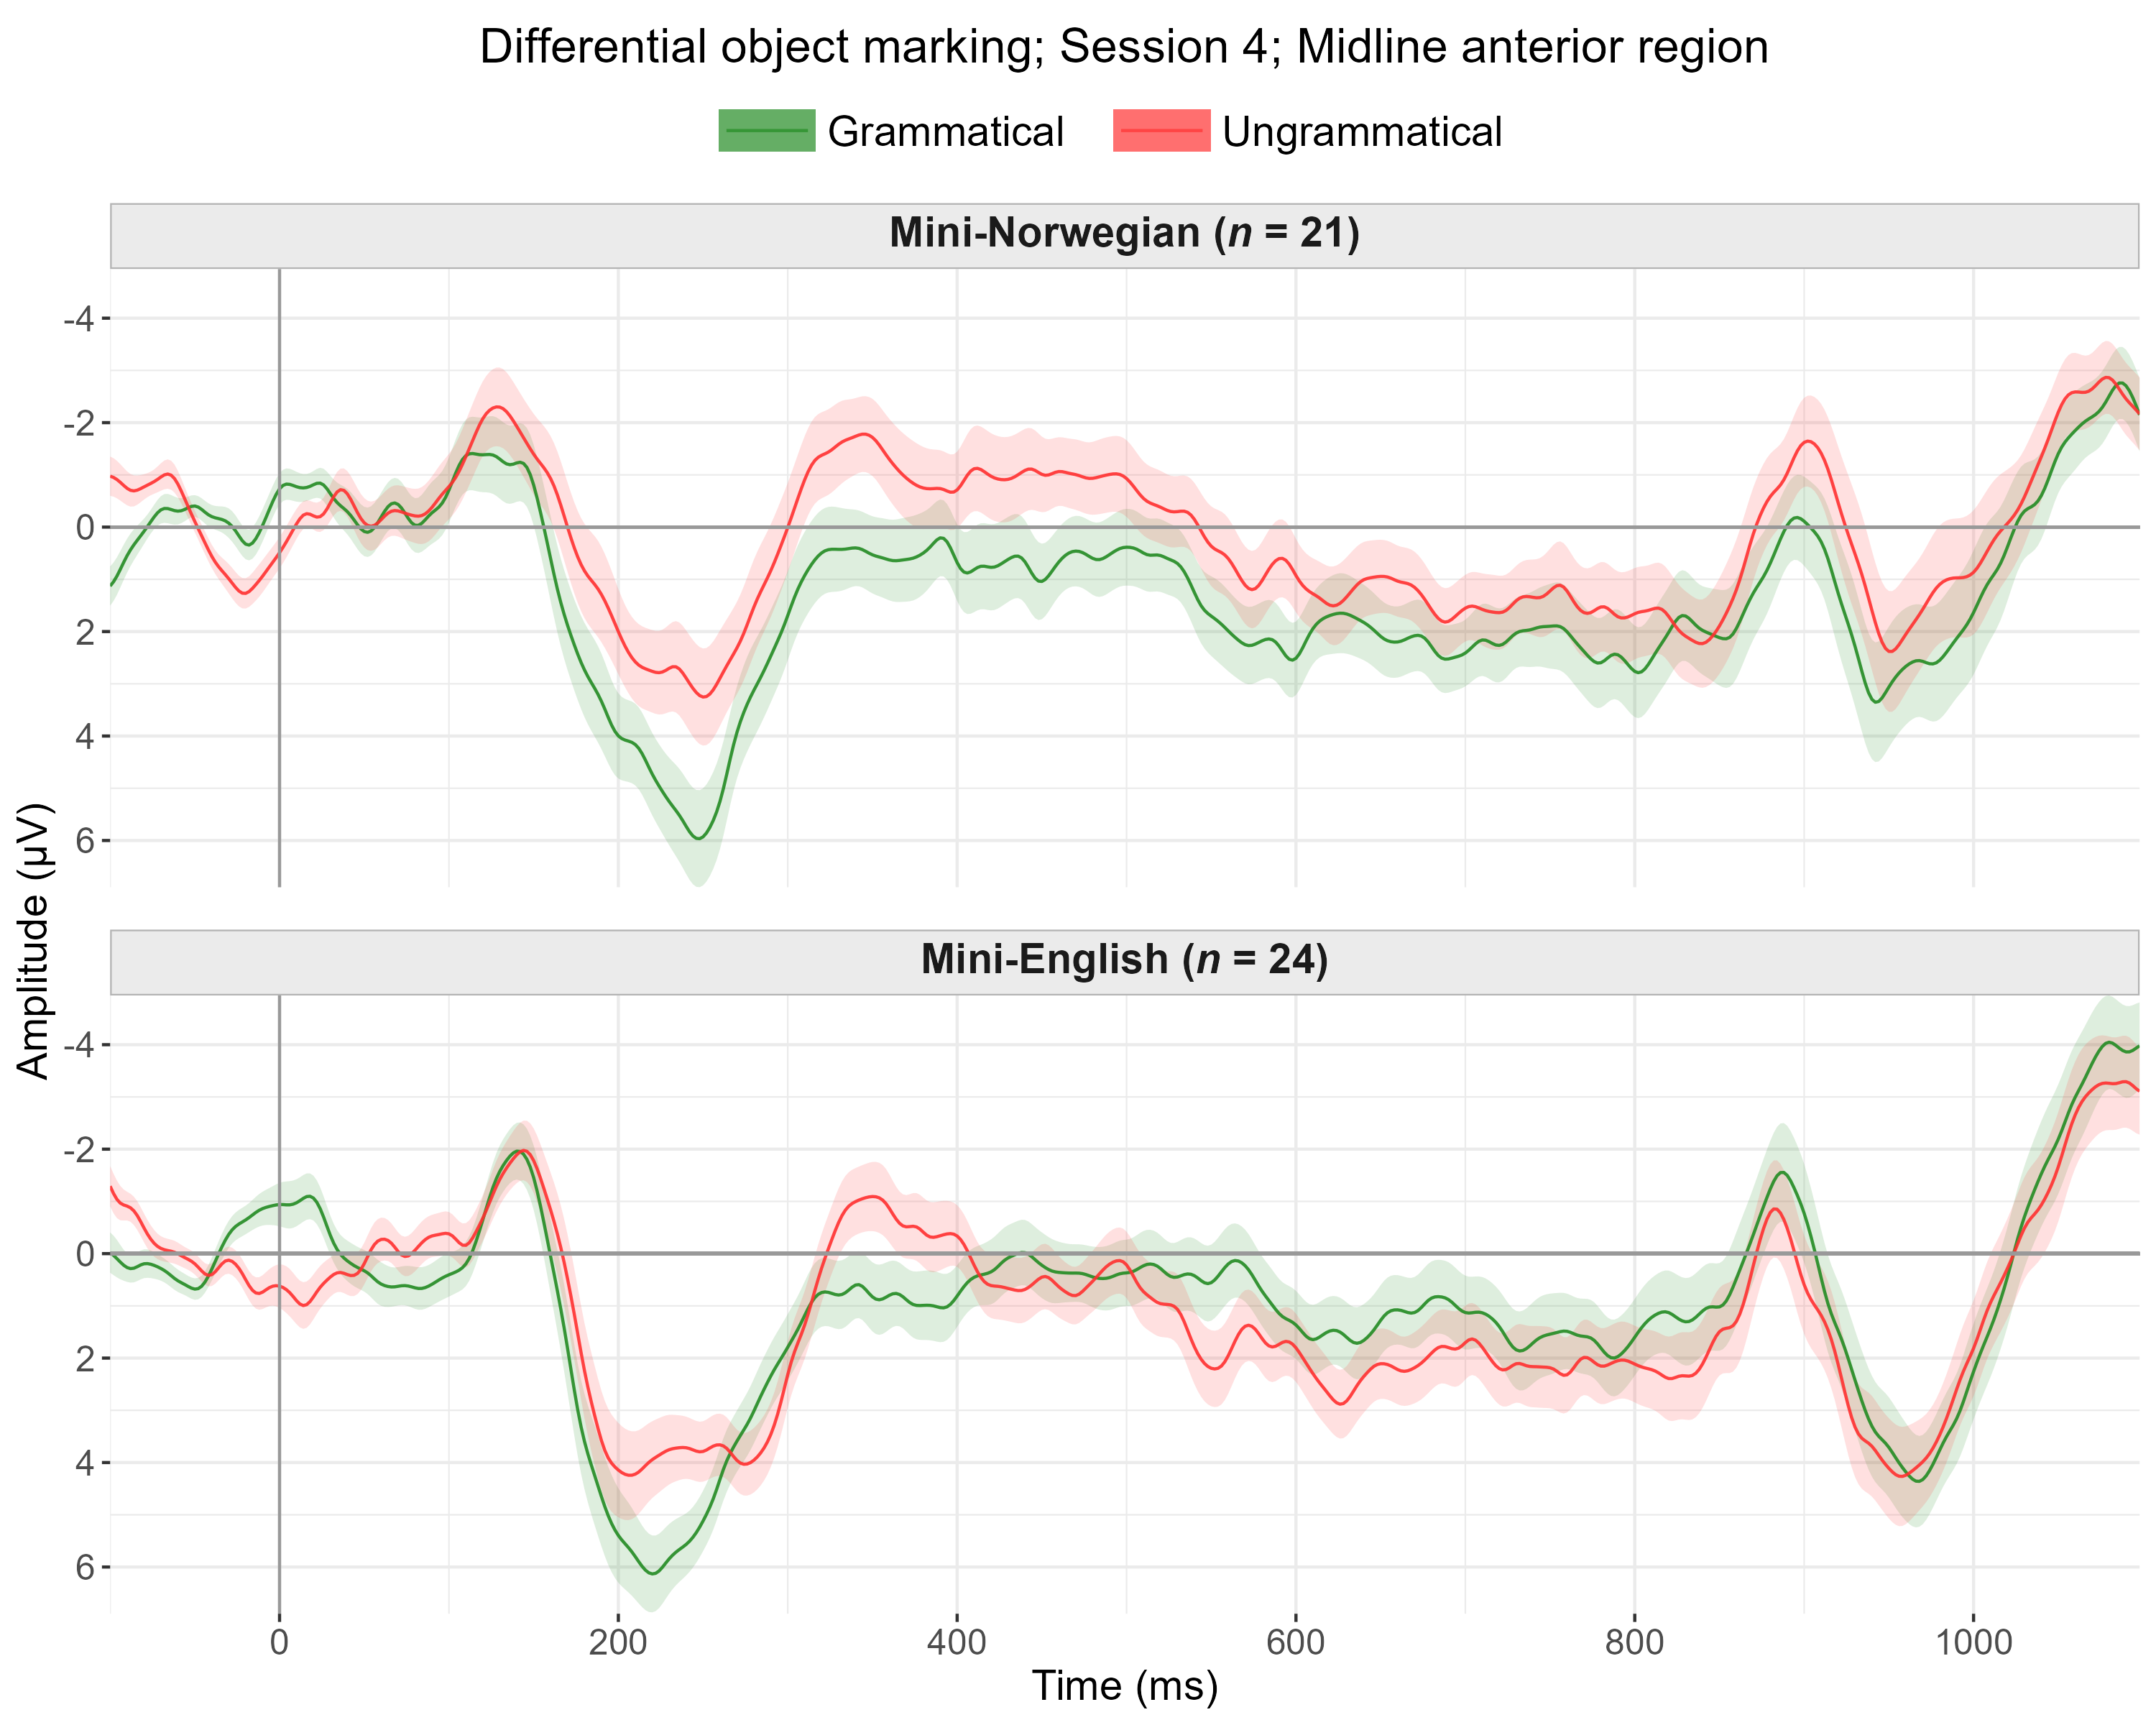 Differential object marking; Session 4; Midline anterior region
Grammatical
Ungrammatical
Mini-Norwegian (n = 21)
-4
-2
0
2
4
6
Mini-English (n = 24)
-4
-2
0
2
4
6
Amplitude (µV)
0
200
400
600
800
1000
Time (ms)